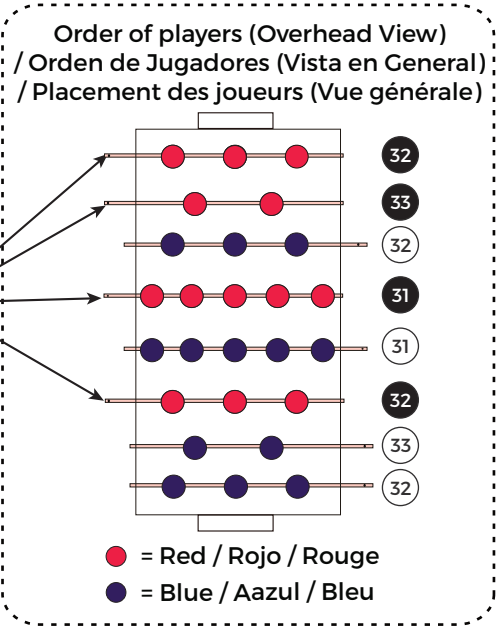 Order of players (Overhead View)
/ Orden de Jugadores (Vista en General)
/ Placement des joueurs (Vue générale)
32
33
32
31
31
32
33
32
= Red / Rojo / Rouge
= Blue / Aazul / Bleu